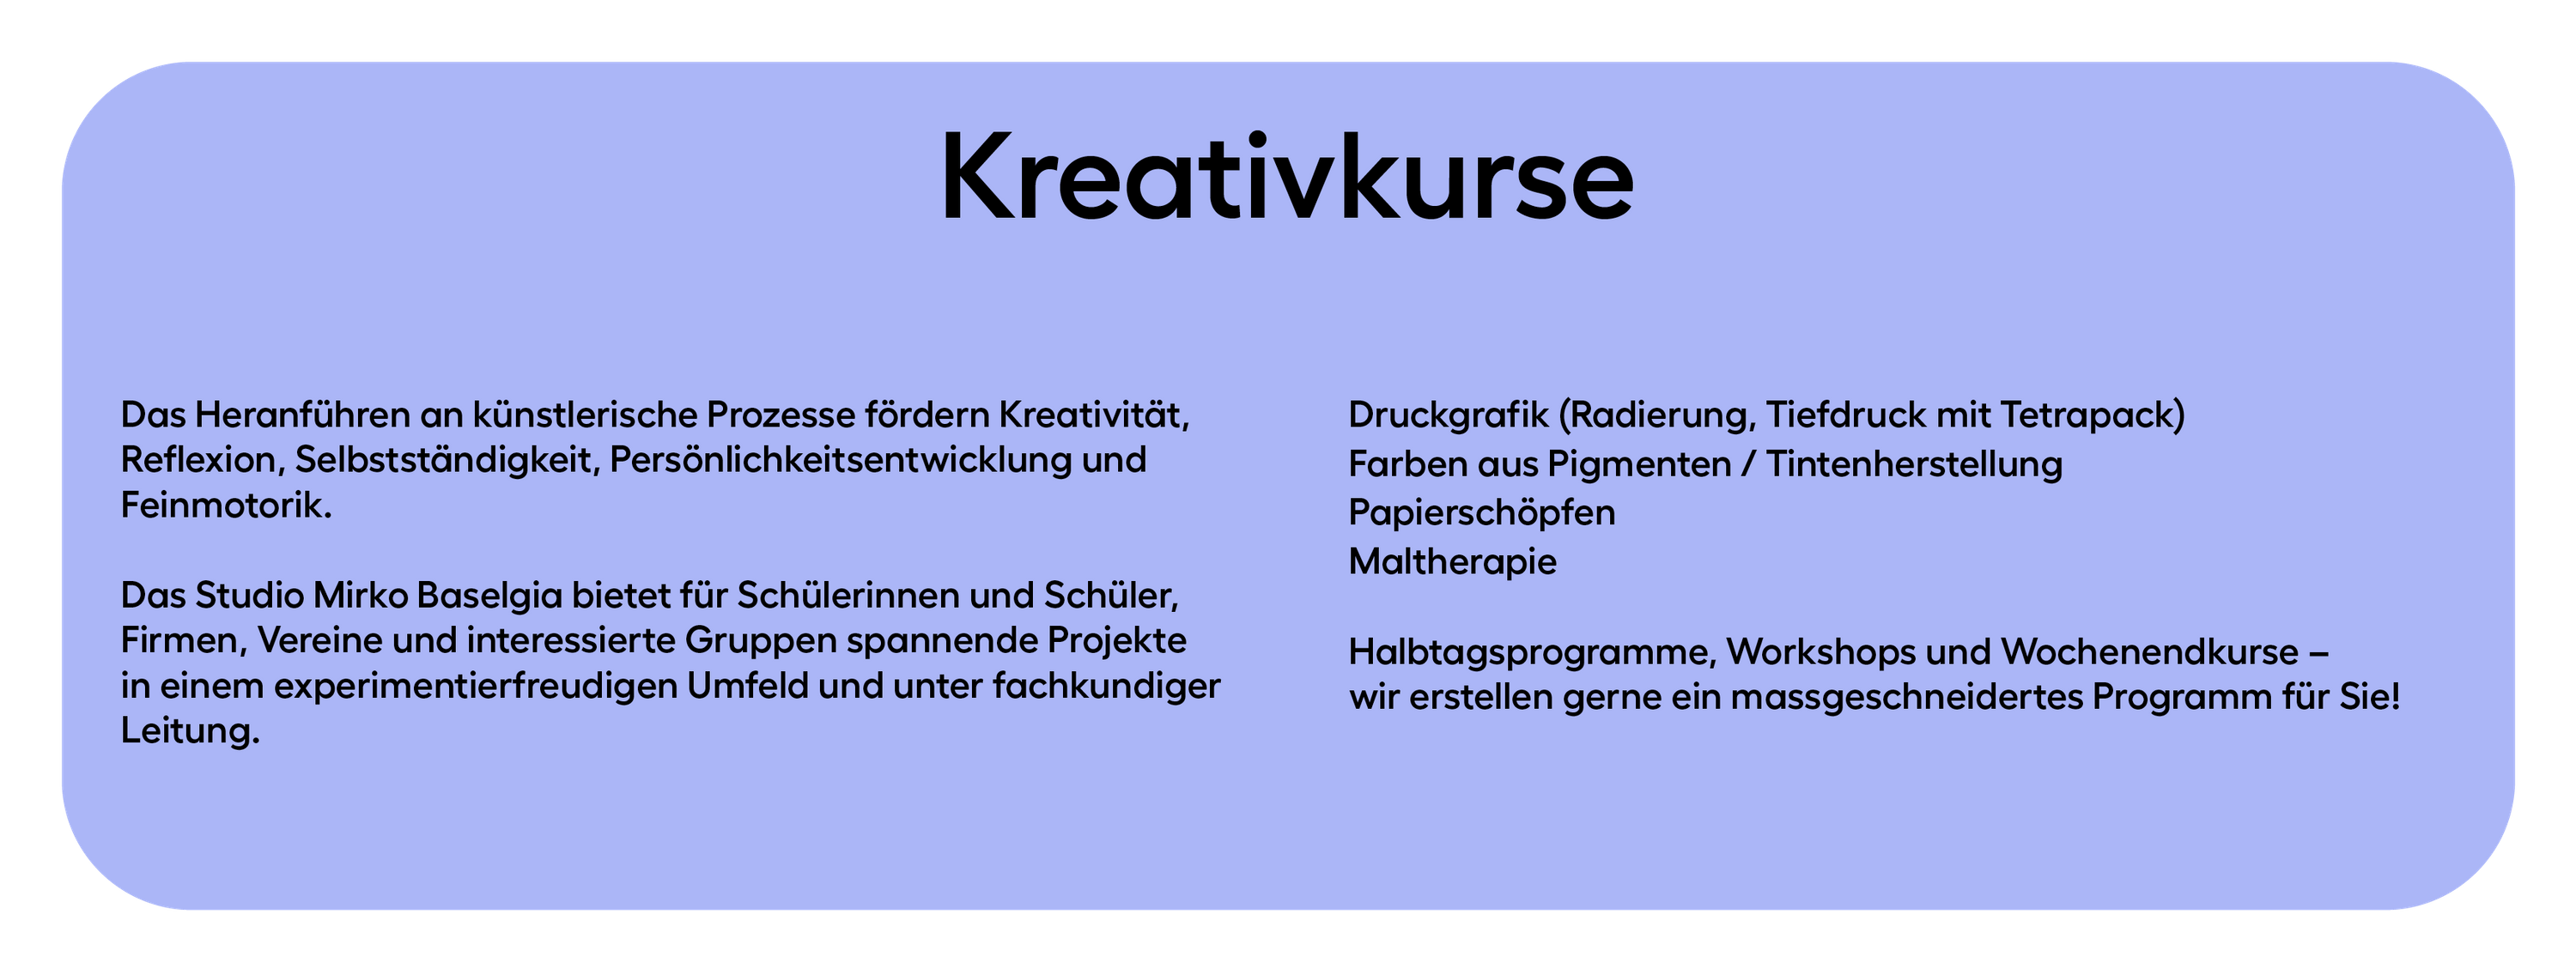 Kreativkurse
Das Heranführen an künstlerische Prozesse fördern Kreativität,
Reflexion, Selbstständigkeit, Persönlichkeitsentwicklung und
Feinmotorik.
Das Studio Mirko Baselgia bietet für Schülerinnen und Schüler,
Firmen, Vereine und interessierte Gruppen spannende Projekte
in einem experimentierfreudigen Umfeld und unter fachkundiger
Leitung.
Druckgrafik (Radierung, Tiefdruck mit Tetrapack)
Farben aus Pigmenten / Tintenherstellung
Papierschöpfen
Maltherapie
Halbtagsprogramme, Workshops und Wochenendkurse –
wir erstellen gerne ein massgeschneidertes Programm für Sie!